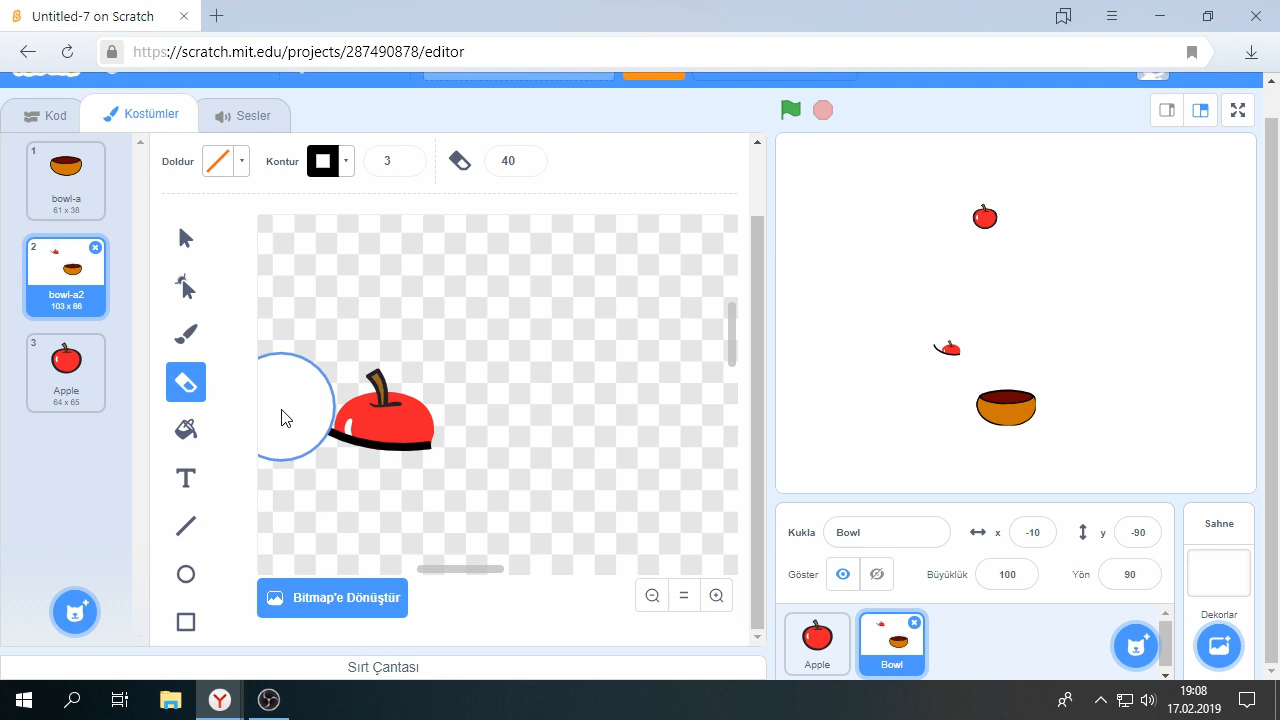 Untitled-7 on Scratch
https://scratch.mit.edu/projects/287490878/editor
Kod
Kostümler
Sesler
Doldur
Kontur
3
40
1
bowl-a
61 x 38
2
bowl-a2
103 x 86
3
Apple
64 x 65
T
Bitmap'e Dönüştür
Sırt Çantası
Kukla
Bowl
x
-10
y
-90
Göster
Büyüklük
100
Yön
90
Apple
Bowl
Sahne
Dekorlar
19:08
17.02.2019